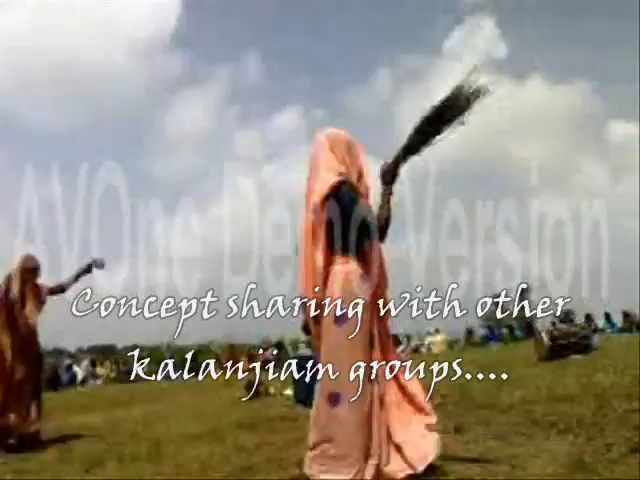 AVOne Demo Version
Concept sharing with other
kalanjiam groups....